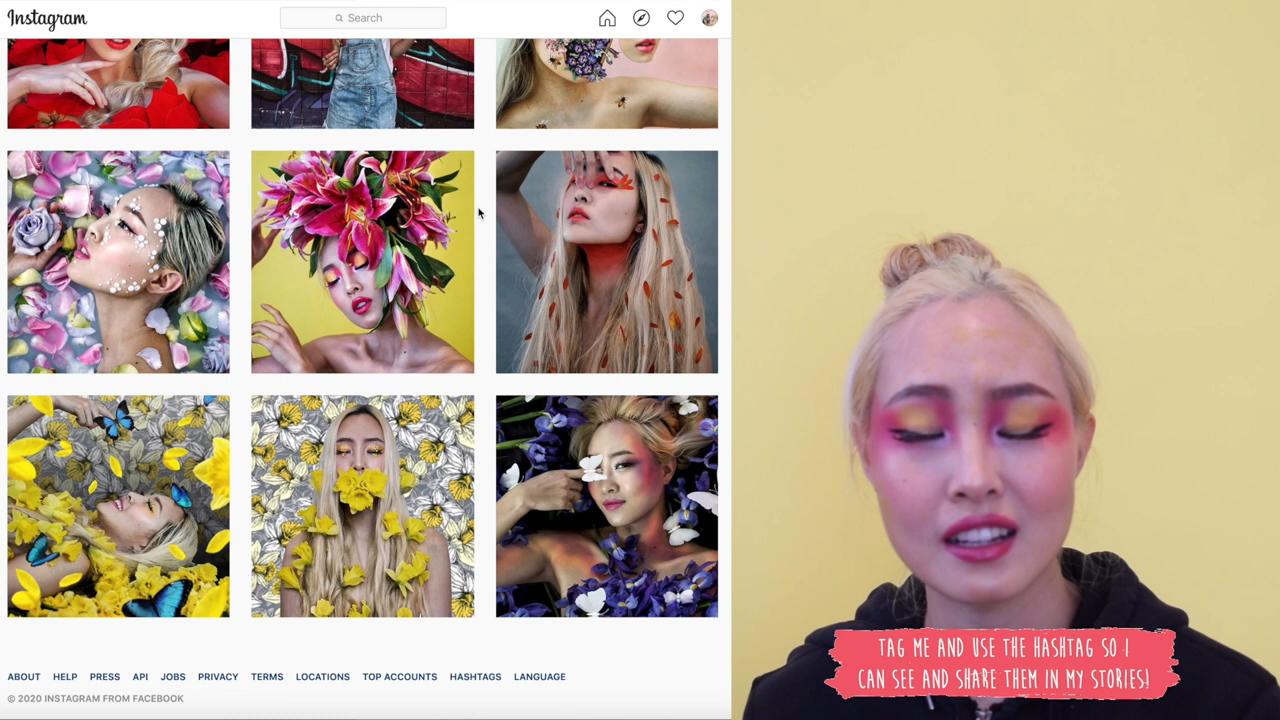 Instagram
Search
ABOUT HELP PRESS API JOBS PRIVACY TERMS LOCATIONS TOP ACCOUNTS HASHTAGS LANGUAGE
© 2020 INSTAGRAM FROM FACEBOOK
TAG ME AND USE THE HASHTAG SO I
CAN SEE AND SHARE THEM IN MY STORIES!